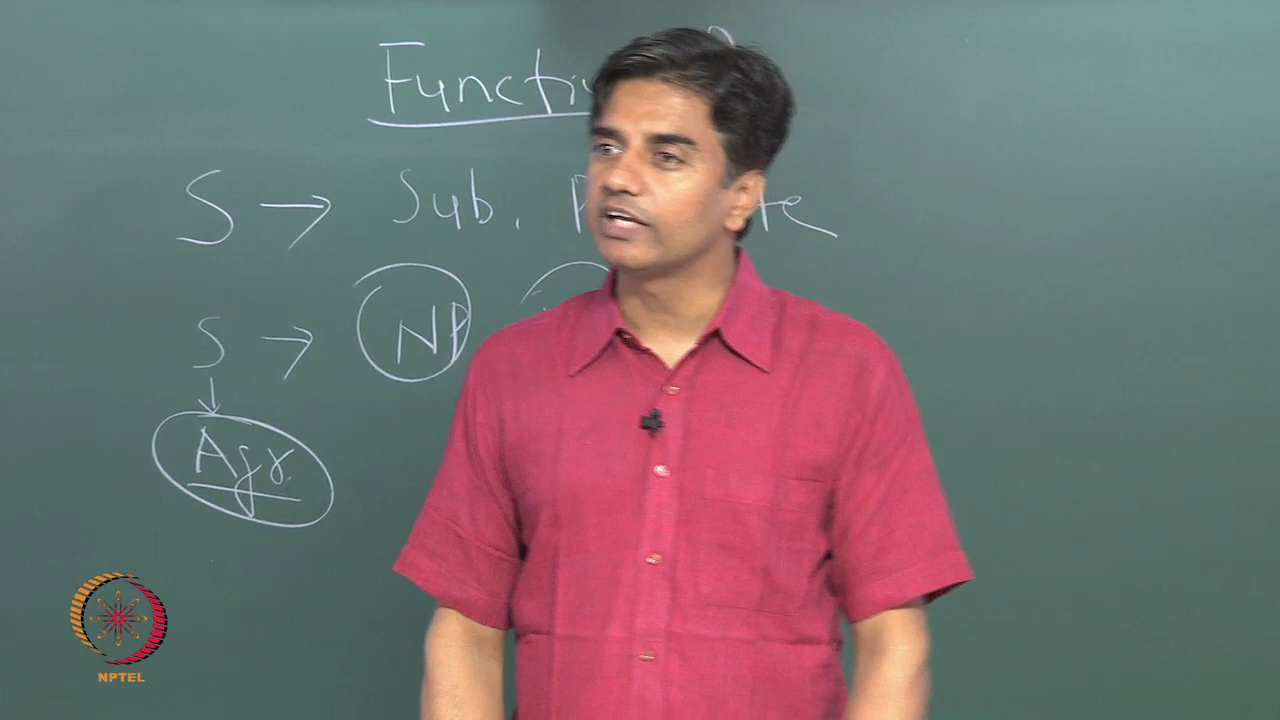 Functi
S → Sub. P te
S → NP
↓
Agr.
NPTEL